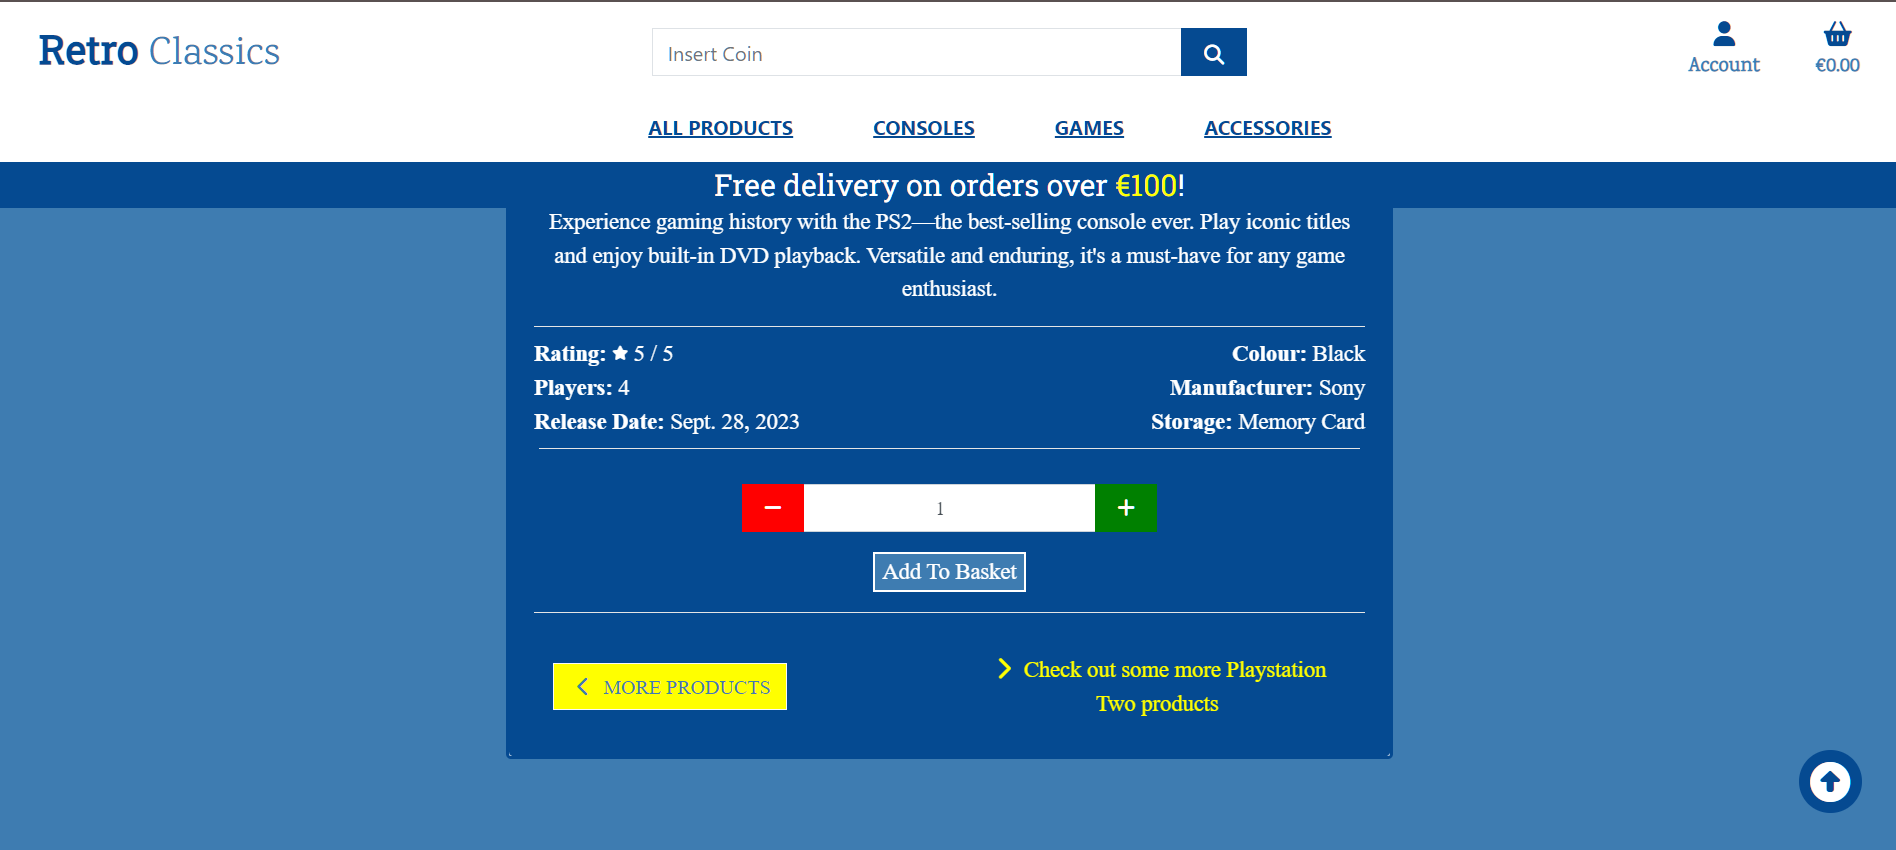 Retro Classics
Insert Coin
Account
€0.00
ALL PRODUCTS CONSOLES GAMES ACCESSORIES
Free delivery on orders over €100!
Experience gaming history with the PS2—the best-selling console ever. Play iconic titles
and enjoy built-in DVD playback. Versatile and enduring, it's a must-have for any game
enthusiast.
Rating: 5 / 5
Colour: Black
Players: 4
Manufacturer: Sony
Release Date: Sept. 28, 2023
Storage: Memory Card
1
Add To Basket
MORE PRODUCTS
Check out some more Playstation
Two products